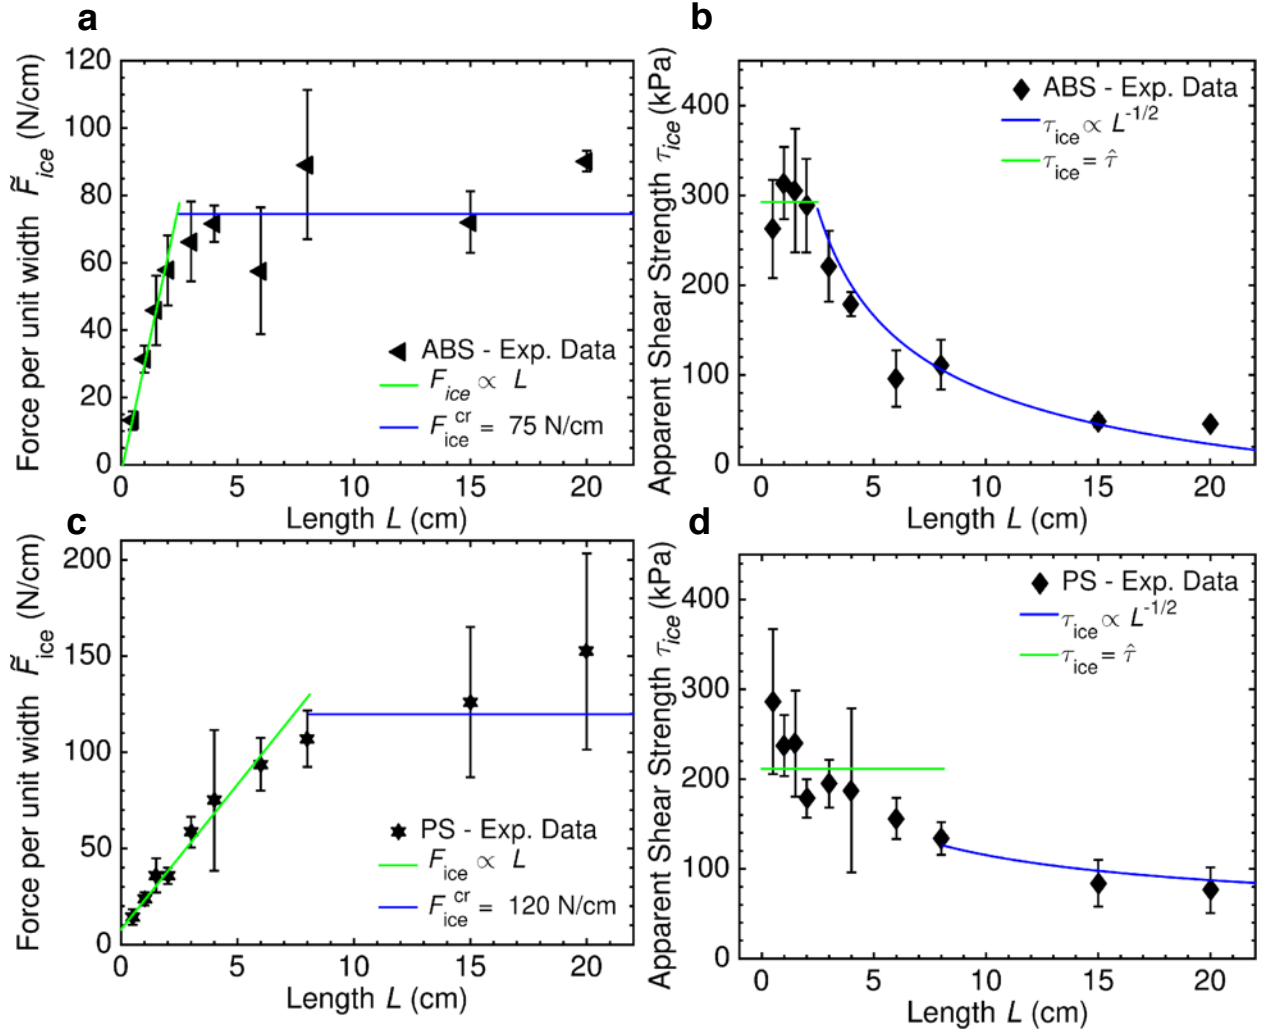 a
Force per unit width F̃ice (N/cm)
120
100
80
60
40
20
0
ABS - Exp. Data
Fice ∝ L
Fice cr = 75 N/cm
0 5 10 15 20
Length L (cm)
b
Apparent Shear Strength τice (kPa)
400
300
200
100
0
ABS - Exp. Data
τice ∝ L-1/2
τice = τ̂
0 5 10 15 20
Length L (cm)
c
Force per unit width F̃ice (N/cm)
200
150
100
50
0
PS - Exp. Data
Fice ∝ L
Fice cr = 120 N/cm
0 5 10 15 20
Length L (cm)
d
Apparent Shear Strength τice (kPa)
400
300
200
100
0
PS - Exp. Data
τice ∝ L-1/2
τice = τ̂
0 5 10 15 20
Length L (cm)